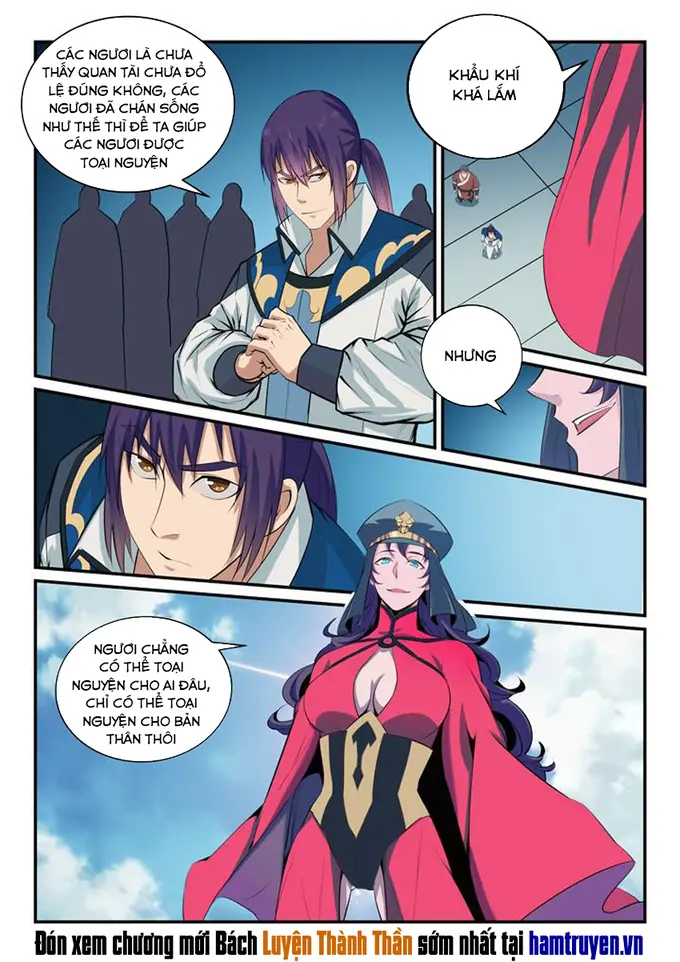 CÁC NGƯƠI LÀ CHƯA
THẤY QUAN TÀI CHƯA ĐỔ
LỆ ĐÚNG KHÔNG, CÁC
NGƯƠI ĐÃ CHÁN SỐNG
NHƯ THẾ THÌ ĐỂ TA GIÚP
CÁC NGƯƠI ĐƯỢC
TOẠI NGUYỆN
KHẨU KHÍ
KHÁ LẮM
NHƯNG
NGƯƠI CHẲNG
CÓ THỂ TOẠI
NGUYỆN CHO AI ĐÂU,
CHỈ CÓ THỂ TOẠI
NGUYỆN CHO BẢN
THÂN THÔI
Đón xem chương mới Bách Luyện Thành Thần sớm nhất tại hamtruyen.vn